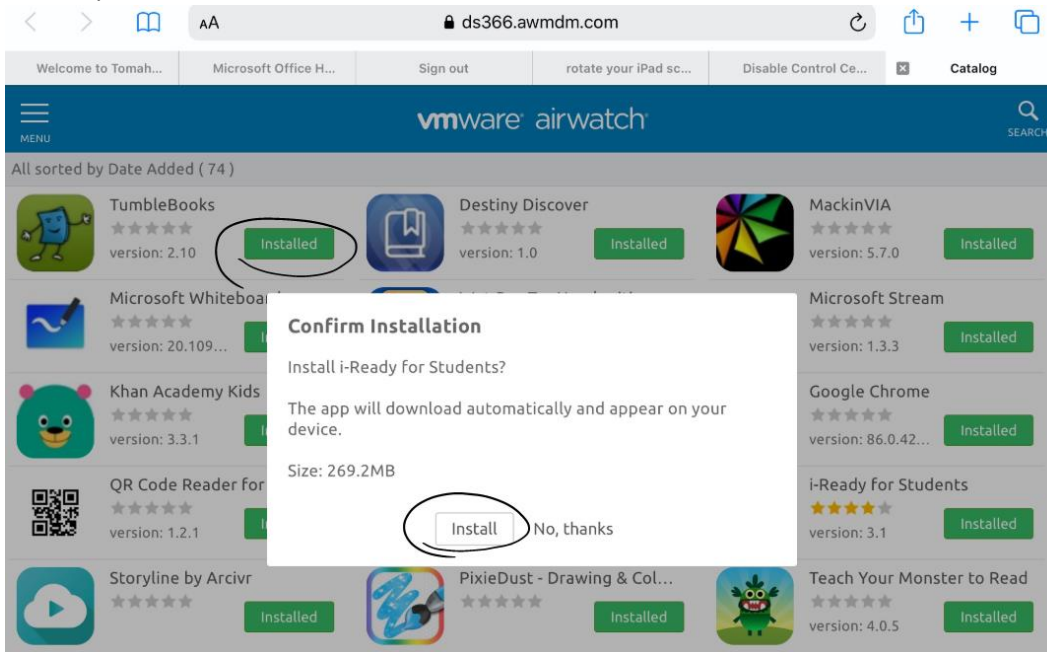 AA
ds366.awmdm.com
Welcome to Tomah...
Microsoft Office H...
Sign out
rotate your iPad sc...
Disable Control Ce...
Catalog
MENU
vmware airwatch
SEARCH
All sorted by Date Added ( 74 )
TumbleBooks
version: 2.10
Installed
Destiny Discover
version: 1.0
Installed
MackinVIA
version: 5.7.0
Installed
Microsoft Whiteboar
version: 20.109...
Microsoft Stream
version: 1.3.3
Installed
Confirm Installation
Install i-Ready for Students?
The app will download automatically and appear on your
device.
Size: 269.2MB
Install
No, thanks
Khan Academy Kids
version: 3.3.1
Google Chrome
version: 86.0.42...
Installed
QR Code Reader for
version: 1.2.1
i-Ready for Students
version: 3.1
Installed
Storyline by Arcivr
Installed
PixieDust - Drawing & Col...
Installed
Teach Your Monster to Read
version: 4.0.5
Installed